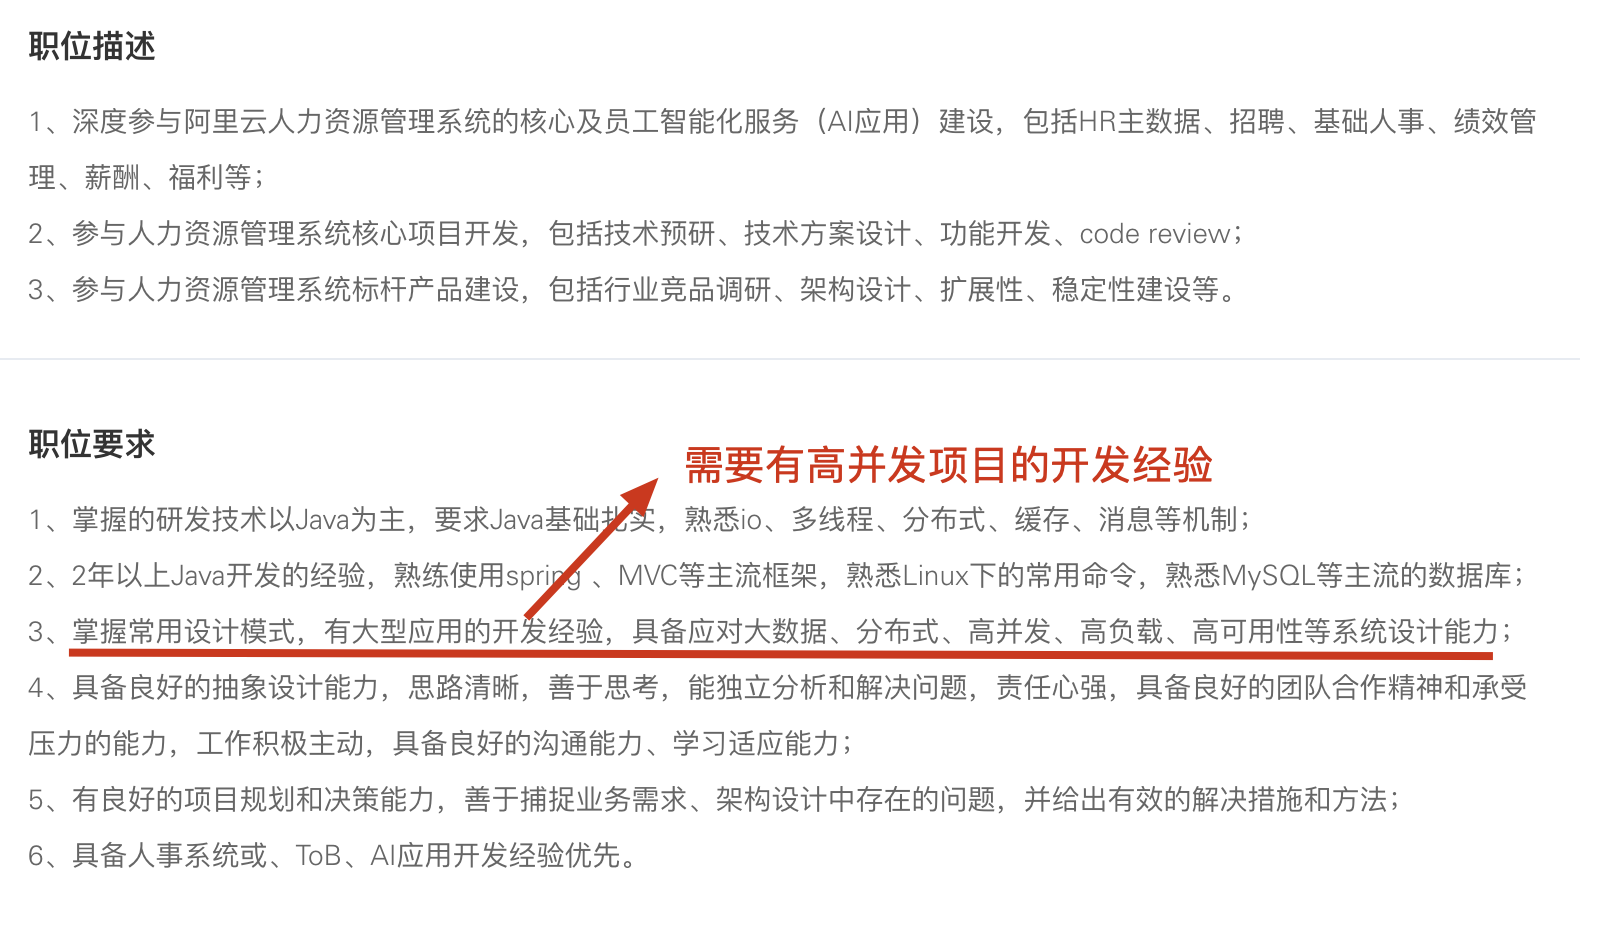 职位描述
1、深度参与阿里云人力资源管理系统的核心及员工智能化服务（AI应用）建设，包括HR主数据、招聘、基础人事、绩效管
理、薪酬、福利等；
2、参与人力资源管理系统核心项目开发，包括技术预研、技术方案设计、功能开发、code review；
3、参与人力资源管理系统标杆产品建设，包括行业竞品调研、架构设计、扩展性、稳定性建设等。
职位要求
需要有高并发项目的开发经验
1、掌握的研发技术以Java为主，要求Java基础扎实，熟悉io、多线程、分布式、缓存、消息等机制；
2、2年以上Java开发的经验，熟练使用spring 、MVC等主流框架，熟悉Linux下的常用命令，熟悉MySQL等主流的数据库；
3、掌握常用设计模式，有大型应用的开发经验，具备应对大数据、分布式、高并发、高负载、高可用性等系统设计能力；
4、具备良好的抽象设计能力，思路清晰，善于思考，能独立分析和解决问题，责任心强，具备良好的团队合作精神和承受
压力的能力，工作积极主动，具备良好的沟通能力、学习适应能力；
5、有良好的项目规划和决策能力，善于捕捉业务需求、架构设计中存在的问题，并给出有效的解决措施和方法；
6、具备人事系统或、ToB、AI应用开发经验优先。